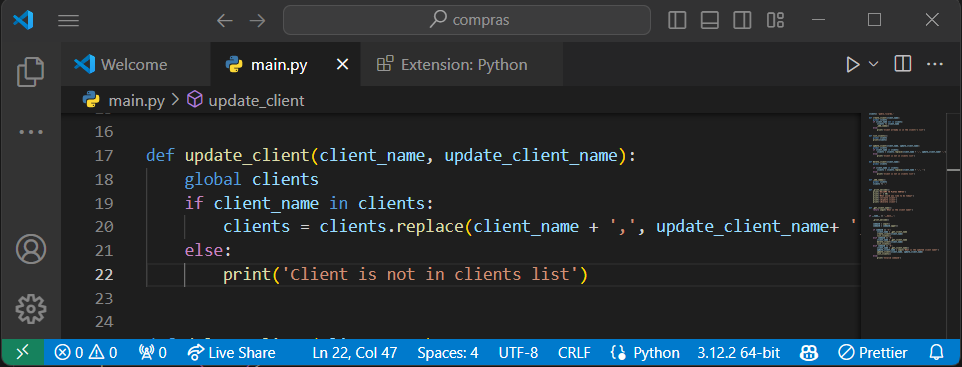 compras
Welcome
main.py
Extension: Python
main.py > update_client
16
17 def update_client(client_name, update_client_name):
18 global clients
19 if client_name in clients:
20 clients = clients.replace(client_name + ',', update_client_name+ '
21 else:
22 print('Client is not in clients list')
23
24
0 0 0 Live Share Ln 22, Col 47 Spaces: 4 UTF-8 CRLF Python 3.12.2 64-bit Prettier